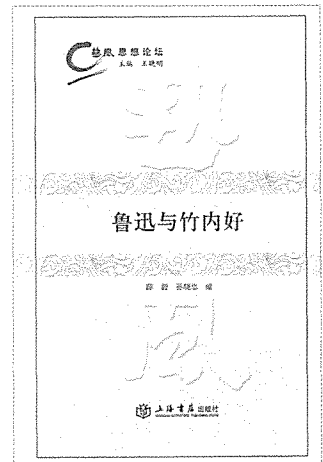 热风思想论坛
主编 王晓明
鲁迅与竹内好
薛毅 孙晓忠 编
上海书店出版社